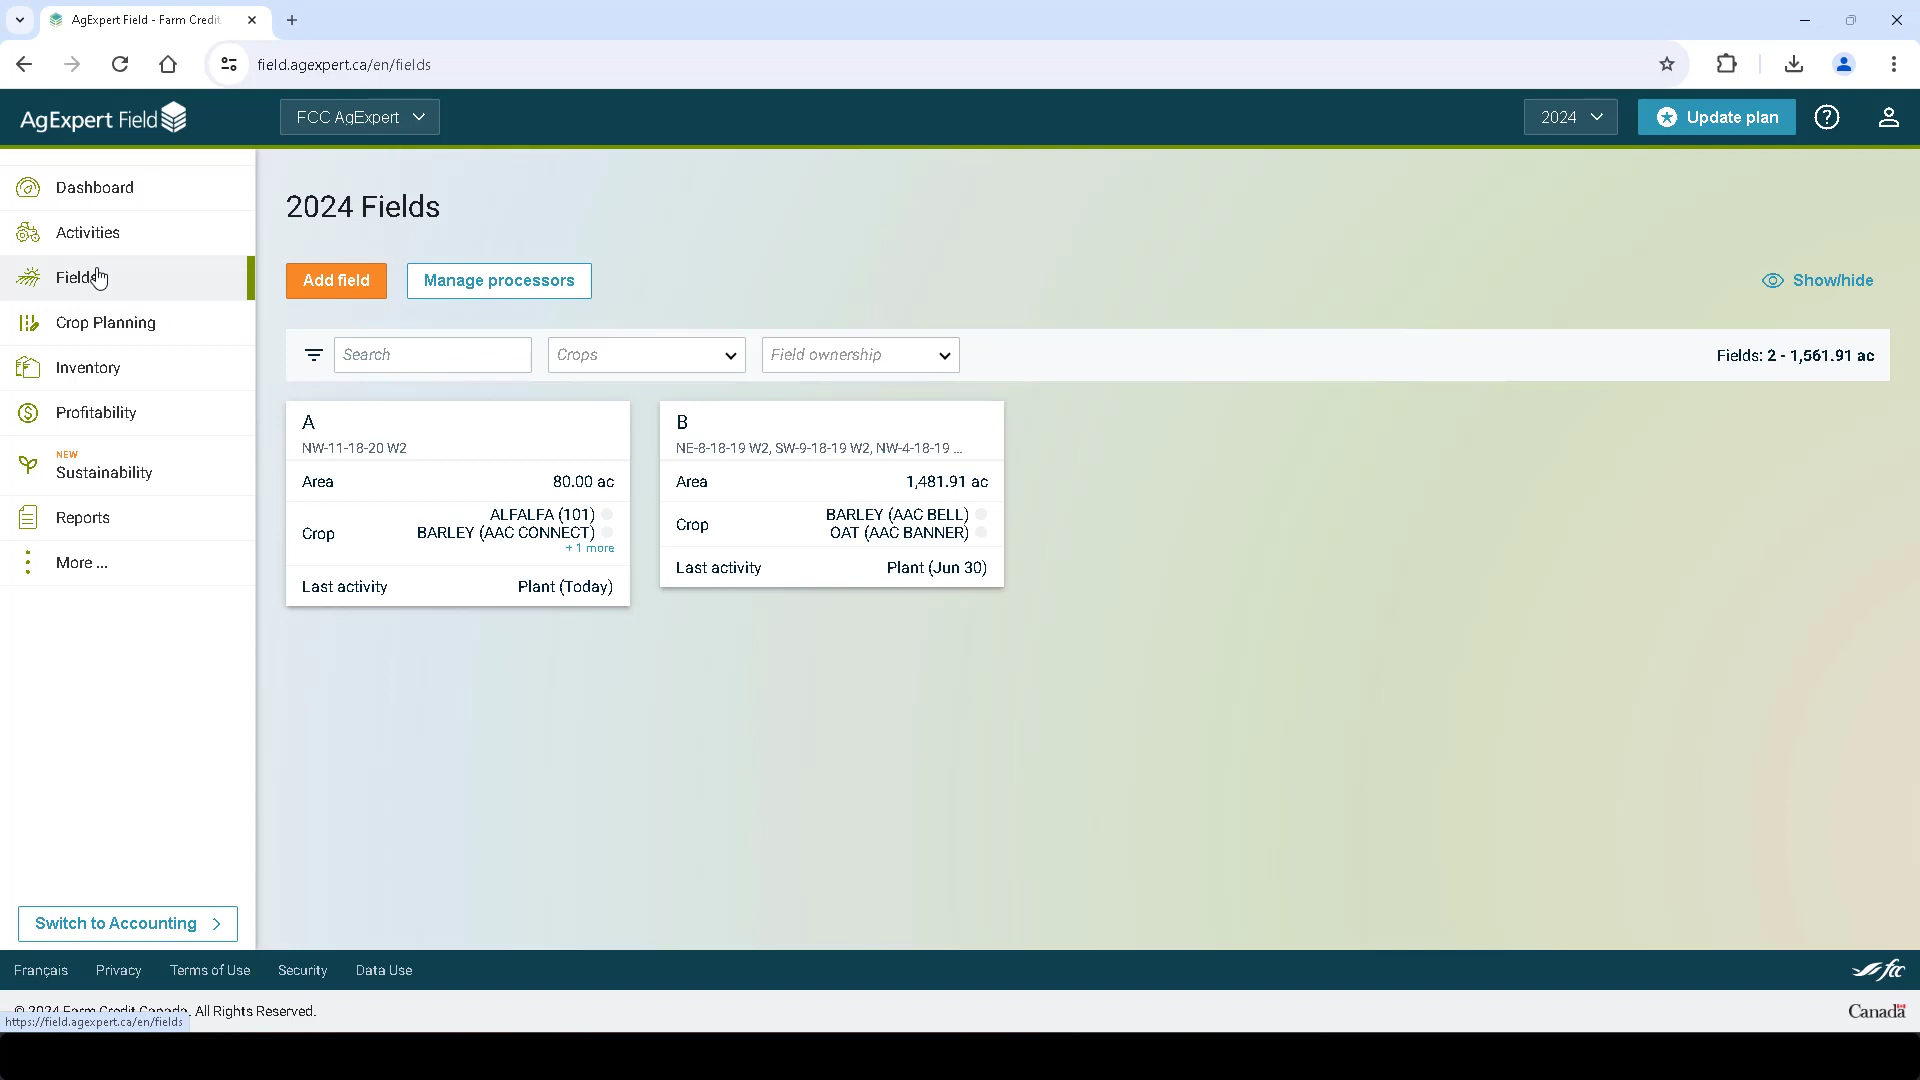 AgExpert Field - Farm Credit
field.agexpert.ca/en/fields
AgExpert Field
FCC AgExpert
2024
Update plan
Dashboard
Activities
Fields
Crop Planning
Inventory
Profitability
NEW
Sustainability
Reports
More ...
Switch to Accounting
2024 Fields
Add field
Manage processors
Show/hide
Search
Crops
Field ownership
Fields: 2 - 1,561.91 ac
A
NW-11-18-20 W2
Area 80.00 ac
Crop ALFALFA (101)
BARLEY (AAC CONNECT)
+ 1 more
Last activity Plant (Today)
B
NE-8-18-19 W2, SW-9-18-19 W2, NW-4-18-19 ...
Area 1,481.91 ac
Crop BARLEY (AAC BELL)
OAT (AAC BANNER)
Last activity Plant (Jun 30)
Français Privacy Terms of Use Security Data Use
fcc
© 2024 Farm Credit Canada. All Rights Reserved.
Canada
https://field.agexpert.ca/en/fields